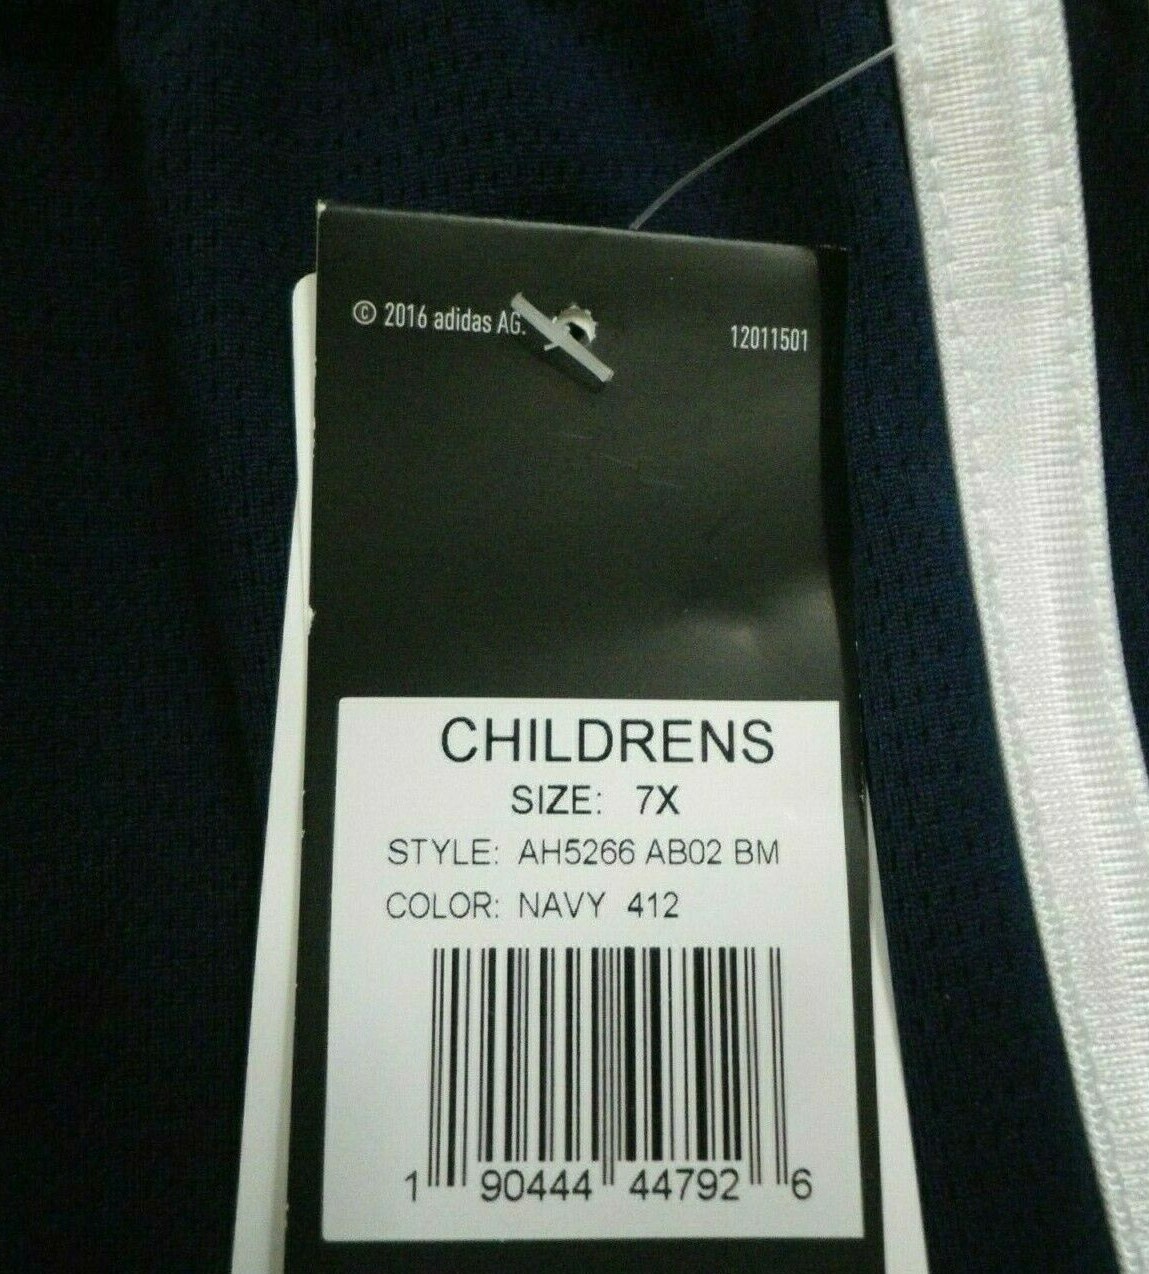 © 2016 adidas AG. 12011501
CHILDRENS
SIZE: 7X
STYLE: AH5266 AB02 BM
COLOR: NAVY 412
1 90444 44792 6